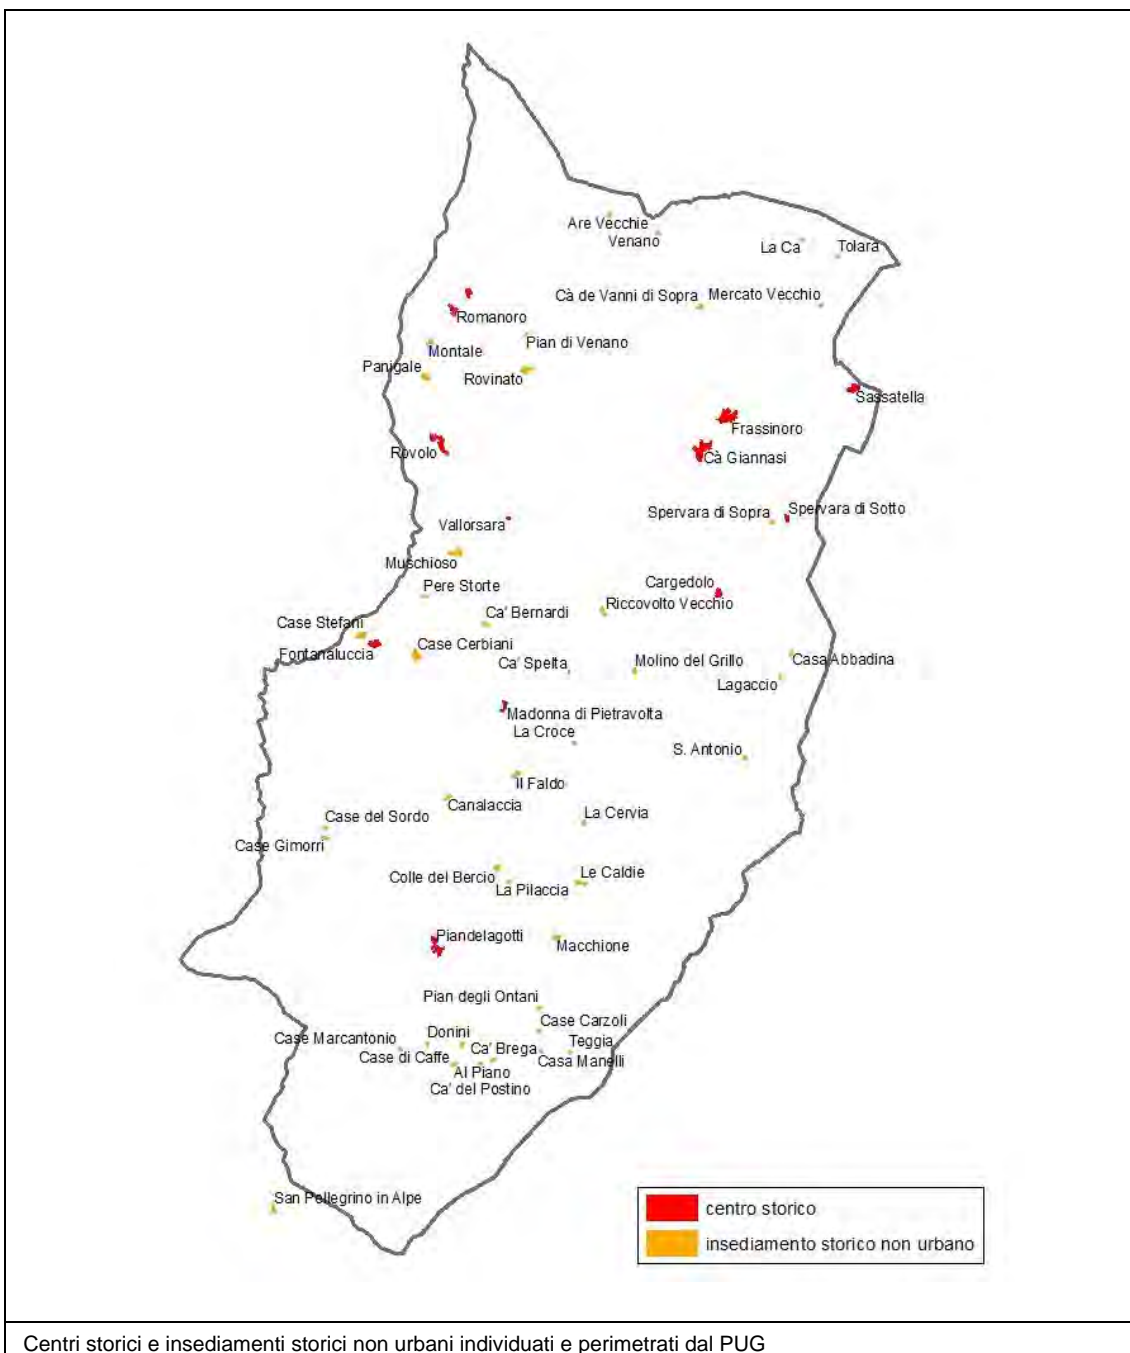 Are Vecchie
Venano
La Ca
Tolara
Cà de Vanni di Sopra
Mercato Vecchio
Romanoro
Pian di Venano
Montale
Panigale
Rovinato
Sassatella
Frassinoro
Rovolo
Cà Giannasi
Vallorsara
Spervara di Sopra
Spervara di Sotto
Muschioso
Pere Storte
Cargedolo
Riccovolto Vecchio
Ca' Bernardi
Case Stefani
Fontanaluccia
Case Cerbiani
Ca' Spelta
Molino del Grillo
Casa Abbadina
Lagaccio
Madonna di Pietravolta
La Croce
S. Antonio
Il Faldo
Canalaccia
La Cervia
Case del Sordo
Case Gimorri
Colle del Bercio
La Pilaccia
Le Caldie
Piandelagotti
Macchione
Pian degli Ontani
Case Carzoli
Case Marcantonio
Donini
Teggia
Case di Caffe
Ca' Brega
Casa Manelli
Al Piano
Ca' del Postino
San Pellegrino in Alpe
centro storico
insediamento storico non urbano
Centri storici e insediamenti storici non urbani individuati e perimetrati dal PUG